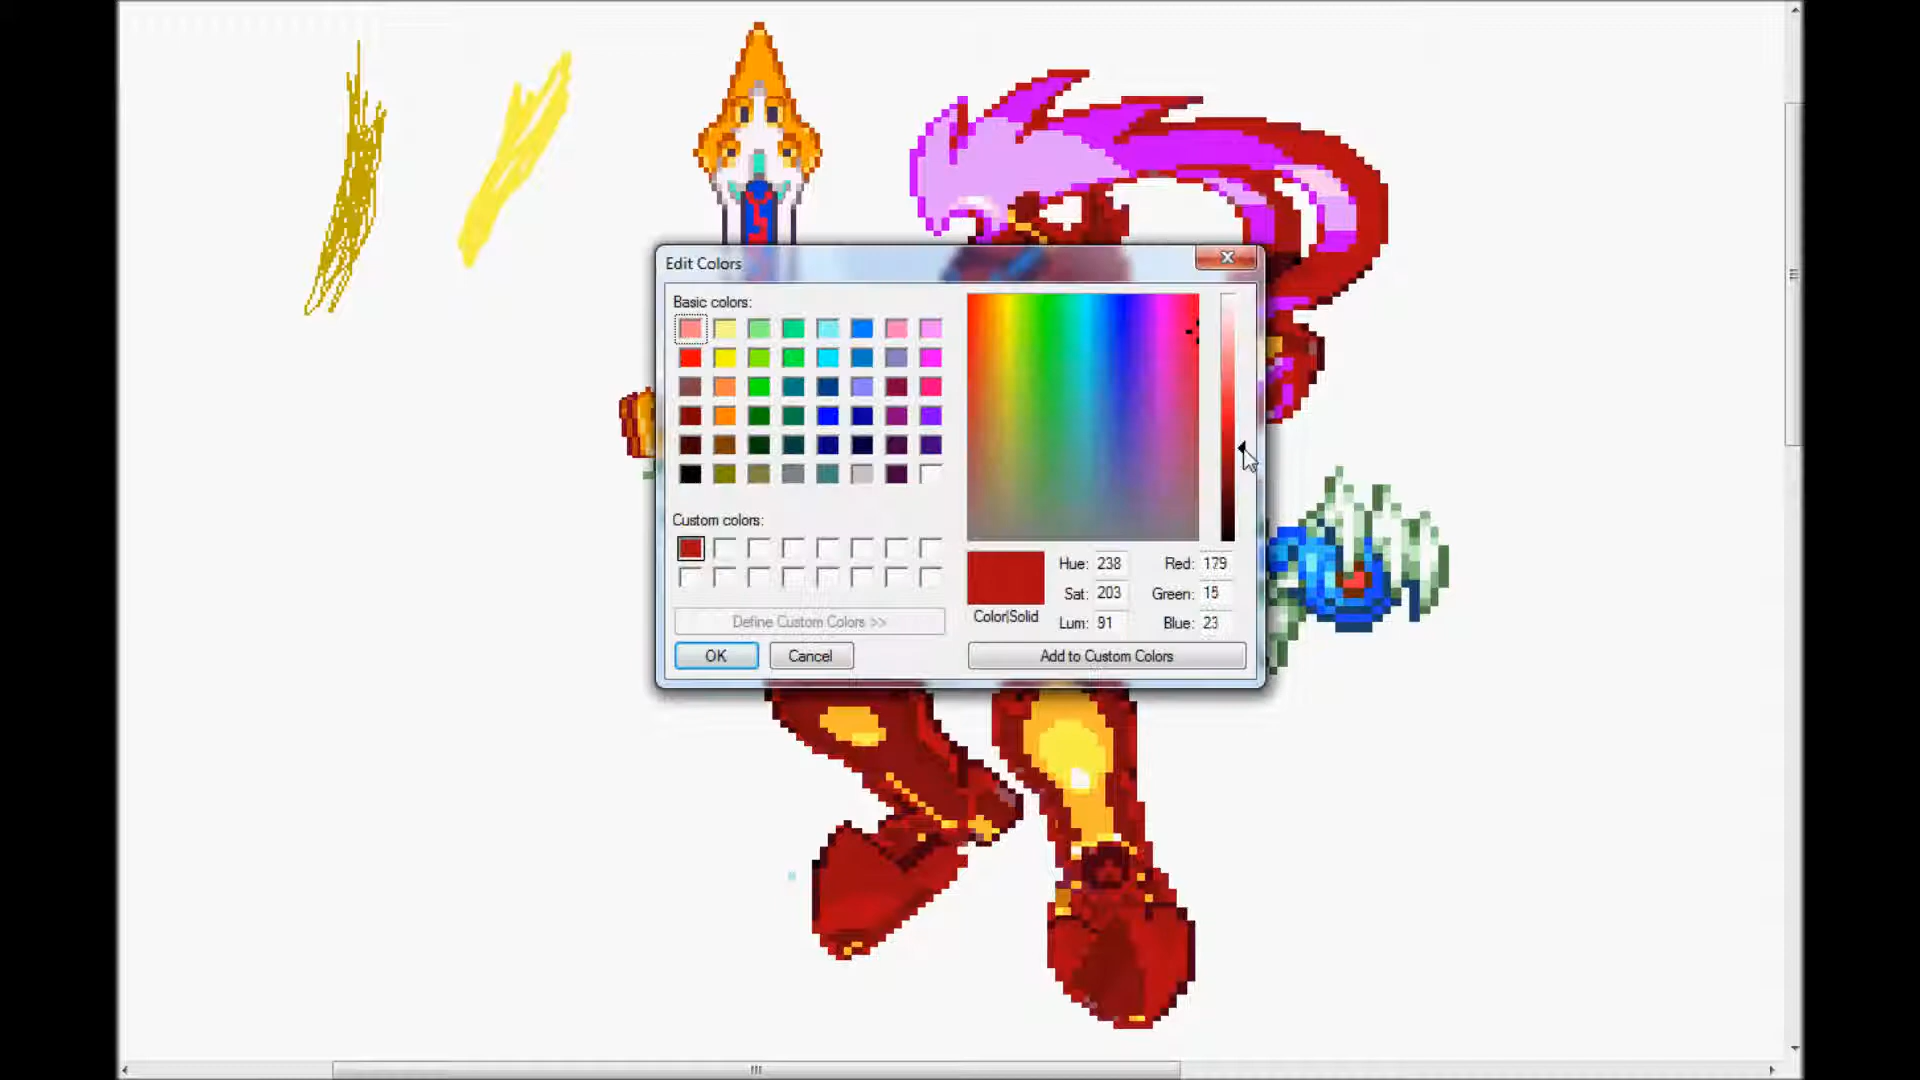 Edit Colors
Basic colors:
Custom colors:
Define Custom Colors >>
OK Cancel
Color|Solid
Hue: 238 Red: 179
Sat: 203 Green: 15
Lum: 91 Blue: 23
Add to Custom Colors